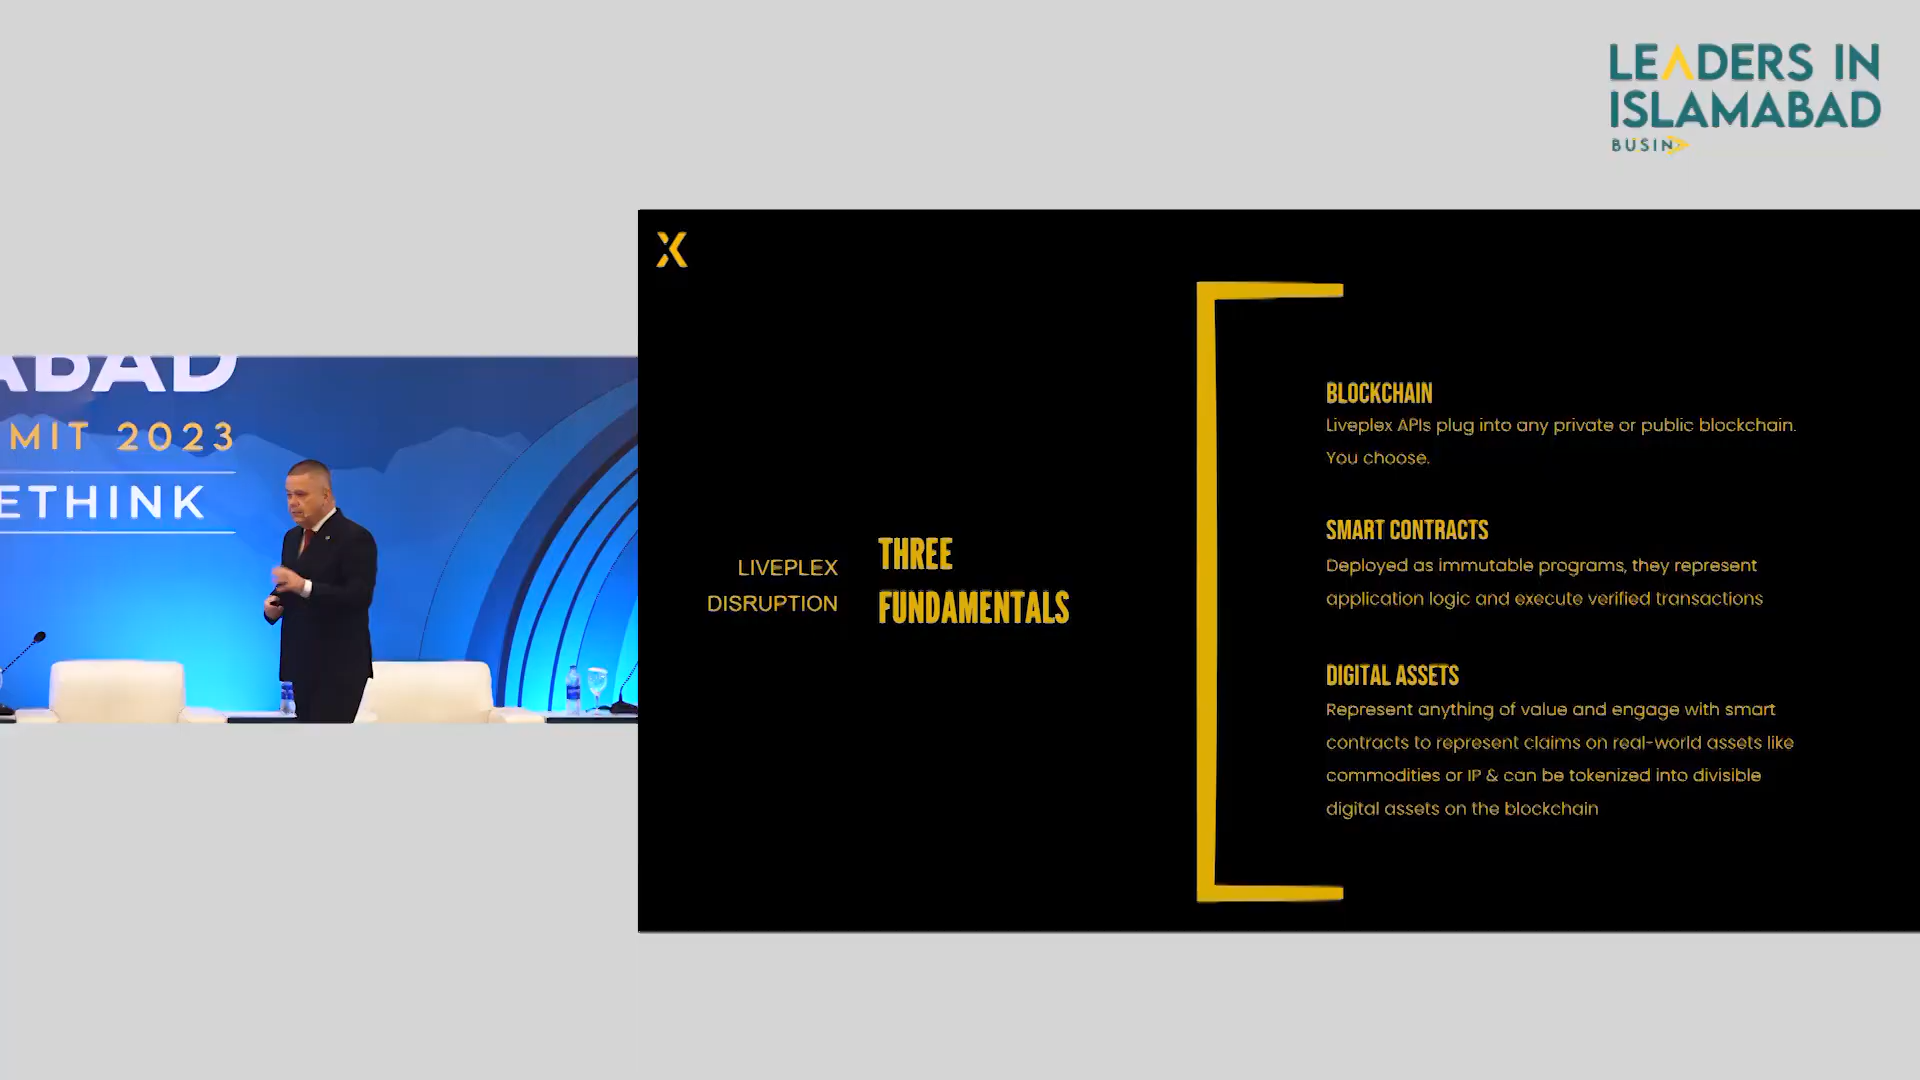 LEADERS IN
ISLAMABAD
BUSIN
ABAD
MIT 2023
ETHINK
X
LIVEPLEX
DISRUPTION
THREE
FUNDAMENTALS
BLOCKCHAIN
Liveplex APIs plug into any private or public blockchain.
You choose.
SMART CONTRACTS
Deployed as immutable programs, they represent
application logic and execute verified transactions
DIGITAL ASSETS
Represent anything of value and engage with smart
contracts to represent claims on real-world assets like
commodities or IP & can be tokenized into divisible
digital assets on the blockchain